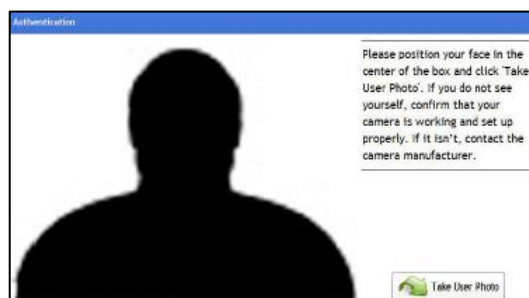 Authentication
Please position your face in the
center of the box and click 'Take
User Photo'. If you do not see
yourself, confirm that your
camera is working and set up
properly. If it isn't, contact the
camera manufacturer.
Take User Photo